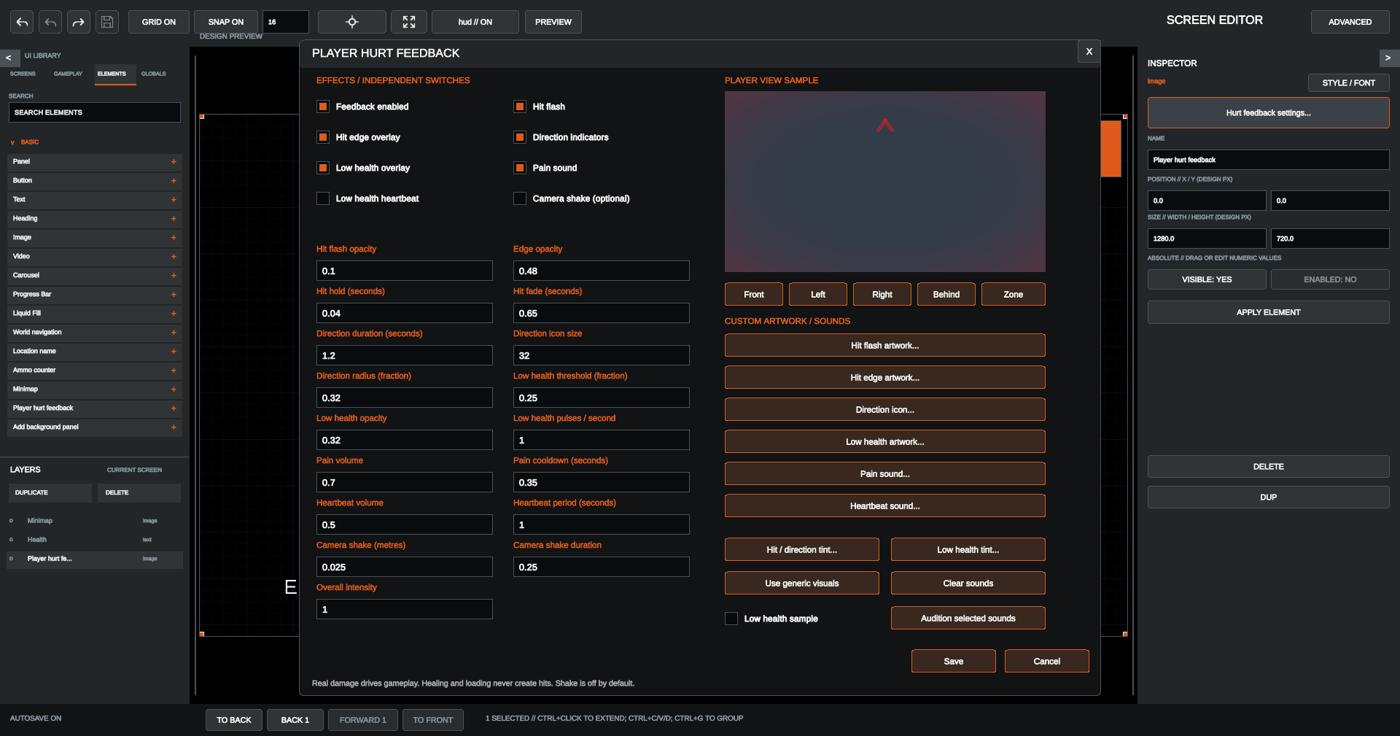 GRID ON
SNAP ON
16
hud // ON
PREVIEW
SCREEN EDITOR
ADVANCED
DESIGN PREVIEW
<
UI LIBRARY
SCREENS
GAMEPLAY
ELEMENTS
GLOBALS
SEARCH
SEARCH ELEMENTS
v BASIC
Panel +
Button +
Text +
Heading +
Image +
Video +
Carousel +
Progress Bar +
Liquid Fill +
World navigation +
Location name +
Ammo counter +
Minimap +
Player hurt feedback +
Add background panel +
LAYERS
CURRENT SCREEN
DUPLICATE
DELETE
o Minimap image
o Health text
o Player hurt fe... image
E
PLAYER HURT FEEDBACK
X
EFFECTS / INDEPENDENT SWITCHES
Feedback enabled
Hit flash
Hit edge overlay
Direction indicators
Low health overlay
Pain sound
Low health heartbeat
Camera shake (optional)
Hit flash opacity
Edge opacity
0.1
0.48
Hit hold (seconds)
Hit fade (seconds)
0.04
0.65
Direction duration (seconds)
Direction icon size
1.2
32
Direction radius (fraction)
Low health threshold (fraction)
0.32
0.25
Low health opacity
Low health pulses / second
0.32
1
Pain volume
Pain cooldown (seconds)
0.7
0.35
Heartbeat volume
Heartbeat period (seconds)
0.5
1
Camera shake (metres)
Camera shake duration
0.025
0.25
Overall intensity
1
PLAYER VIEW SAMPLE
Front
Left
Right
Behind
Zone
CUSTOM ARTWORK / SOUNDS
Hit flash artwork...
Hit edge artwork...
Direction icon...
Low health artwork...
Pain sound...
Heartbeat sound...
Hit / direction tint...
Low health tint...
Use generic visuals
Clear sounds
Low health sample
Audition selected sounds
Save
Cancel
Real damage drives gameplay. Healing and loading never create hits. Shake is off by default.
>
INSPECTOR
Image
STYLE / FONT
Hurt feedback settings...
NAME
Player hurt feedback
POSITION // X / Y (DESIGN PX)
0.0
0.0
SIZE // WIDTH / HEIGHT (DESIGN PX)
1280.0
720.0
ABSOLUTE // DRAG OR EDIT NUMERIC VALUES
VISIBLE: YES
ENABLED: NO
APPLY ELEMENT
DELETE
DUP
AUTOSAVE ON
TO BACK
BACK 1
FORWARD 1
TO FRONT
1 SELECTED // CTRL+CLICK TO EXTEND; CTRL+C/V/D; CTRL+G TO GROUP